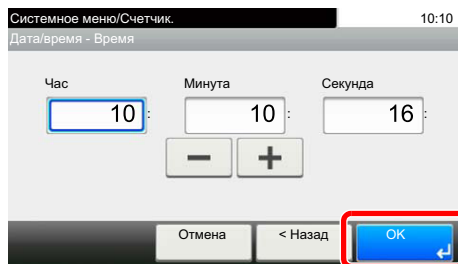 Системное меню/Счетчик. 10:10
Дата/время - Время
Час Минута Секунда
10 : 10 : 16 :
− +
Отмена < Назад OK